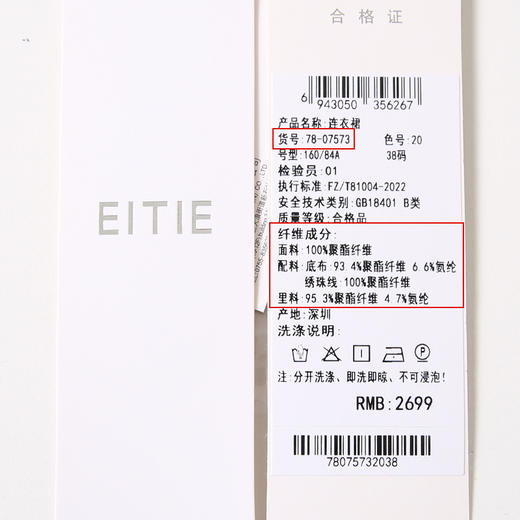 合格证
6 943050 356267
产品名称:连衣裙
货号:78-07573 色号:20
号型:160/84A 38码
检验员:01
执行标准:FZ/T81004-2022
安全技术类别:GB18401 B类
质量等级:合格品
纤维成分:
面料:100%聚酯纤维
配料:底布:93.4%聚酯纤维 6.6%氨纶
绣珠线:100%聚酯纤维
里料:95.3%聚酯纤维 4.7%氨纶
产地:深圳
洗涤说明:
注:分开洗涤、即洗即晾、不可浸泡!
RMB:2699
78075732038
EITIE